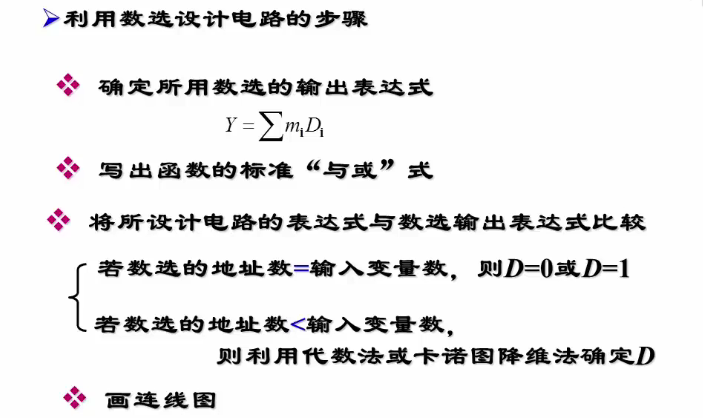 ➢利用数选设计电路的步骤
❖ 确定所用数选的输出表达式
Y = ∑ mᵢDᵢ
❖ 写出函数的标准“与或”式
❖ 将所设计电路的表达式与数选输出表达式比较
若数选的地址数=输入变量数，则D=0或D=1
若数选的地址数<输入变量数，
则利用代数法或卡诺图降维法确定D
❖ 画连线图